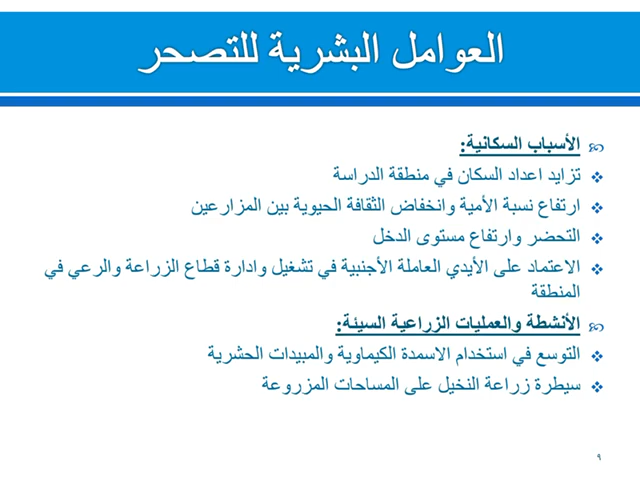 العوامل البشرية للتصحر
الأسباب السكانية:
تزايد اعداد السكان في منطقة الدراسة
ارتفاع نسبة الأمية وانخفاض الثقافة الحيوية بين المزارعين
التحضر وارتفاع مستوى الدخل
الاعتماد على الأيدي العاملة الأجنبية في تشغيل وادارة قطاع الزراعة والرعي في
المنطقة
الأنشطة والعمليات الزراعية السيئة:
التوسع في استخدام الاسمدة الكيماوية والمبيدات الحشرية
سيطرة زراعة النخيل على المساحات المزروعة
٩